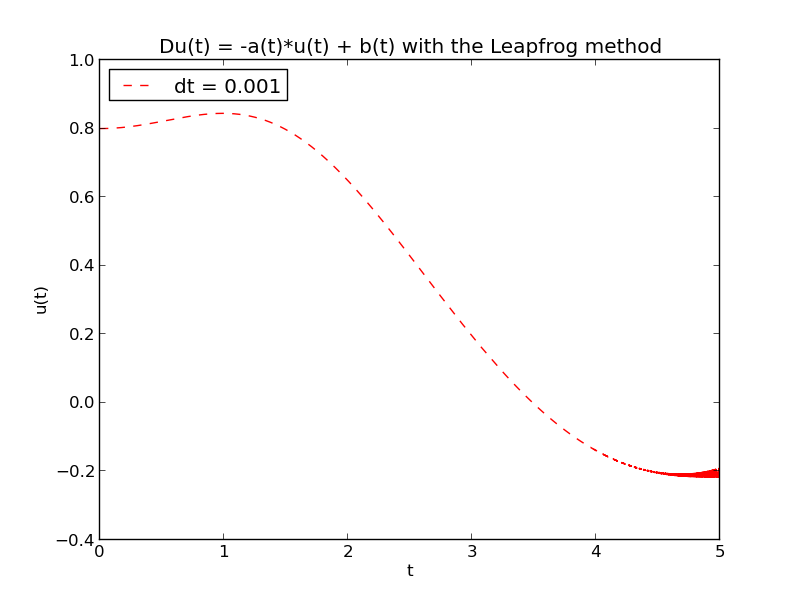 Du(t) = -a(t)*u(t) + b(t) with the Leapfrog method
dt = 0.001
1.0
0.8
0.6
0.4
0.2
0.0
−0.2
−0.4
u(t)
0 1 2 3 4 5
t